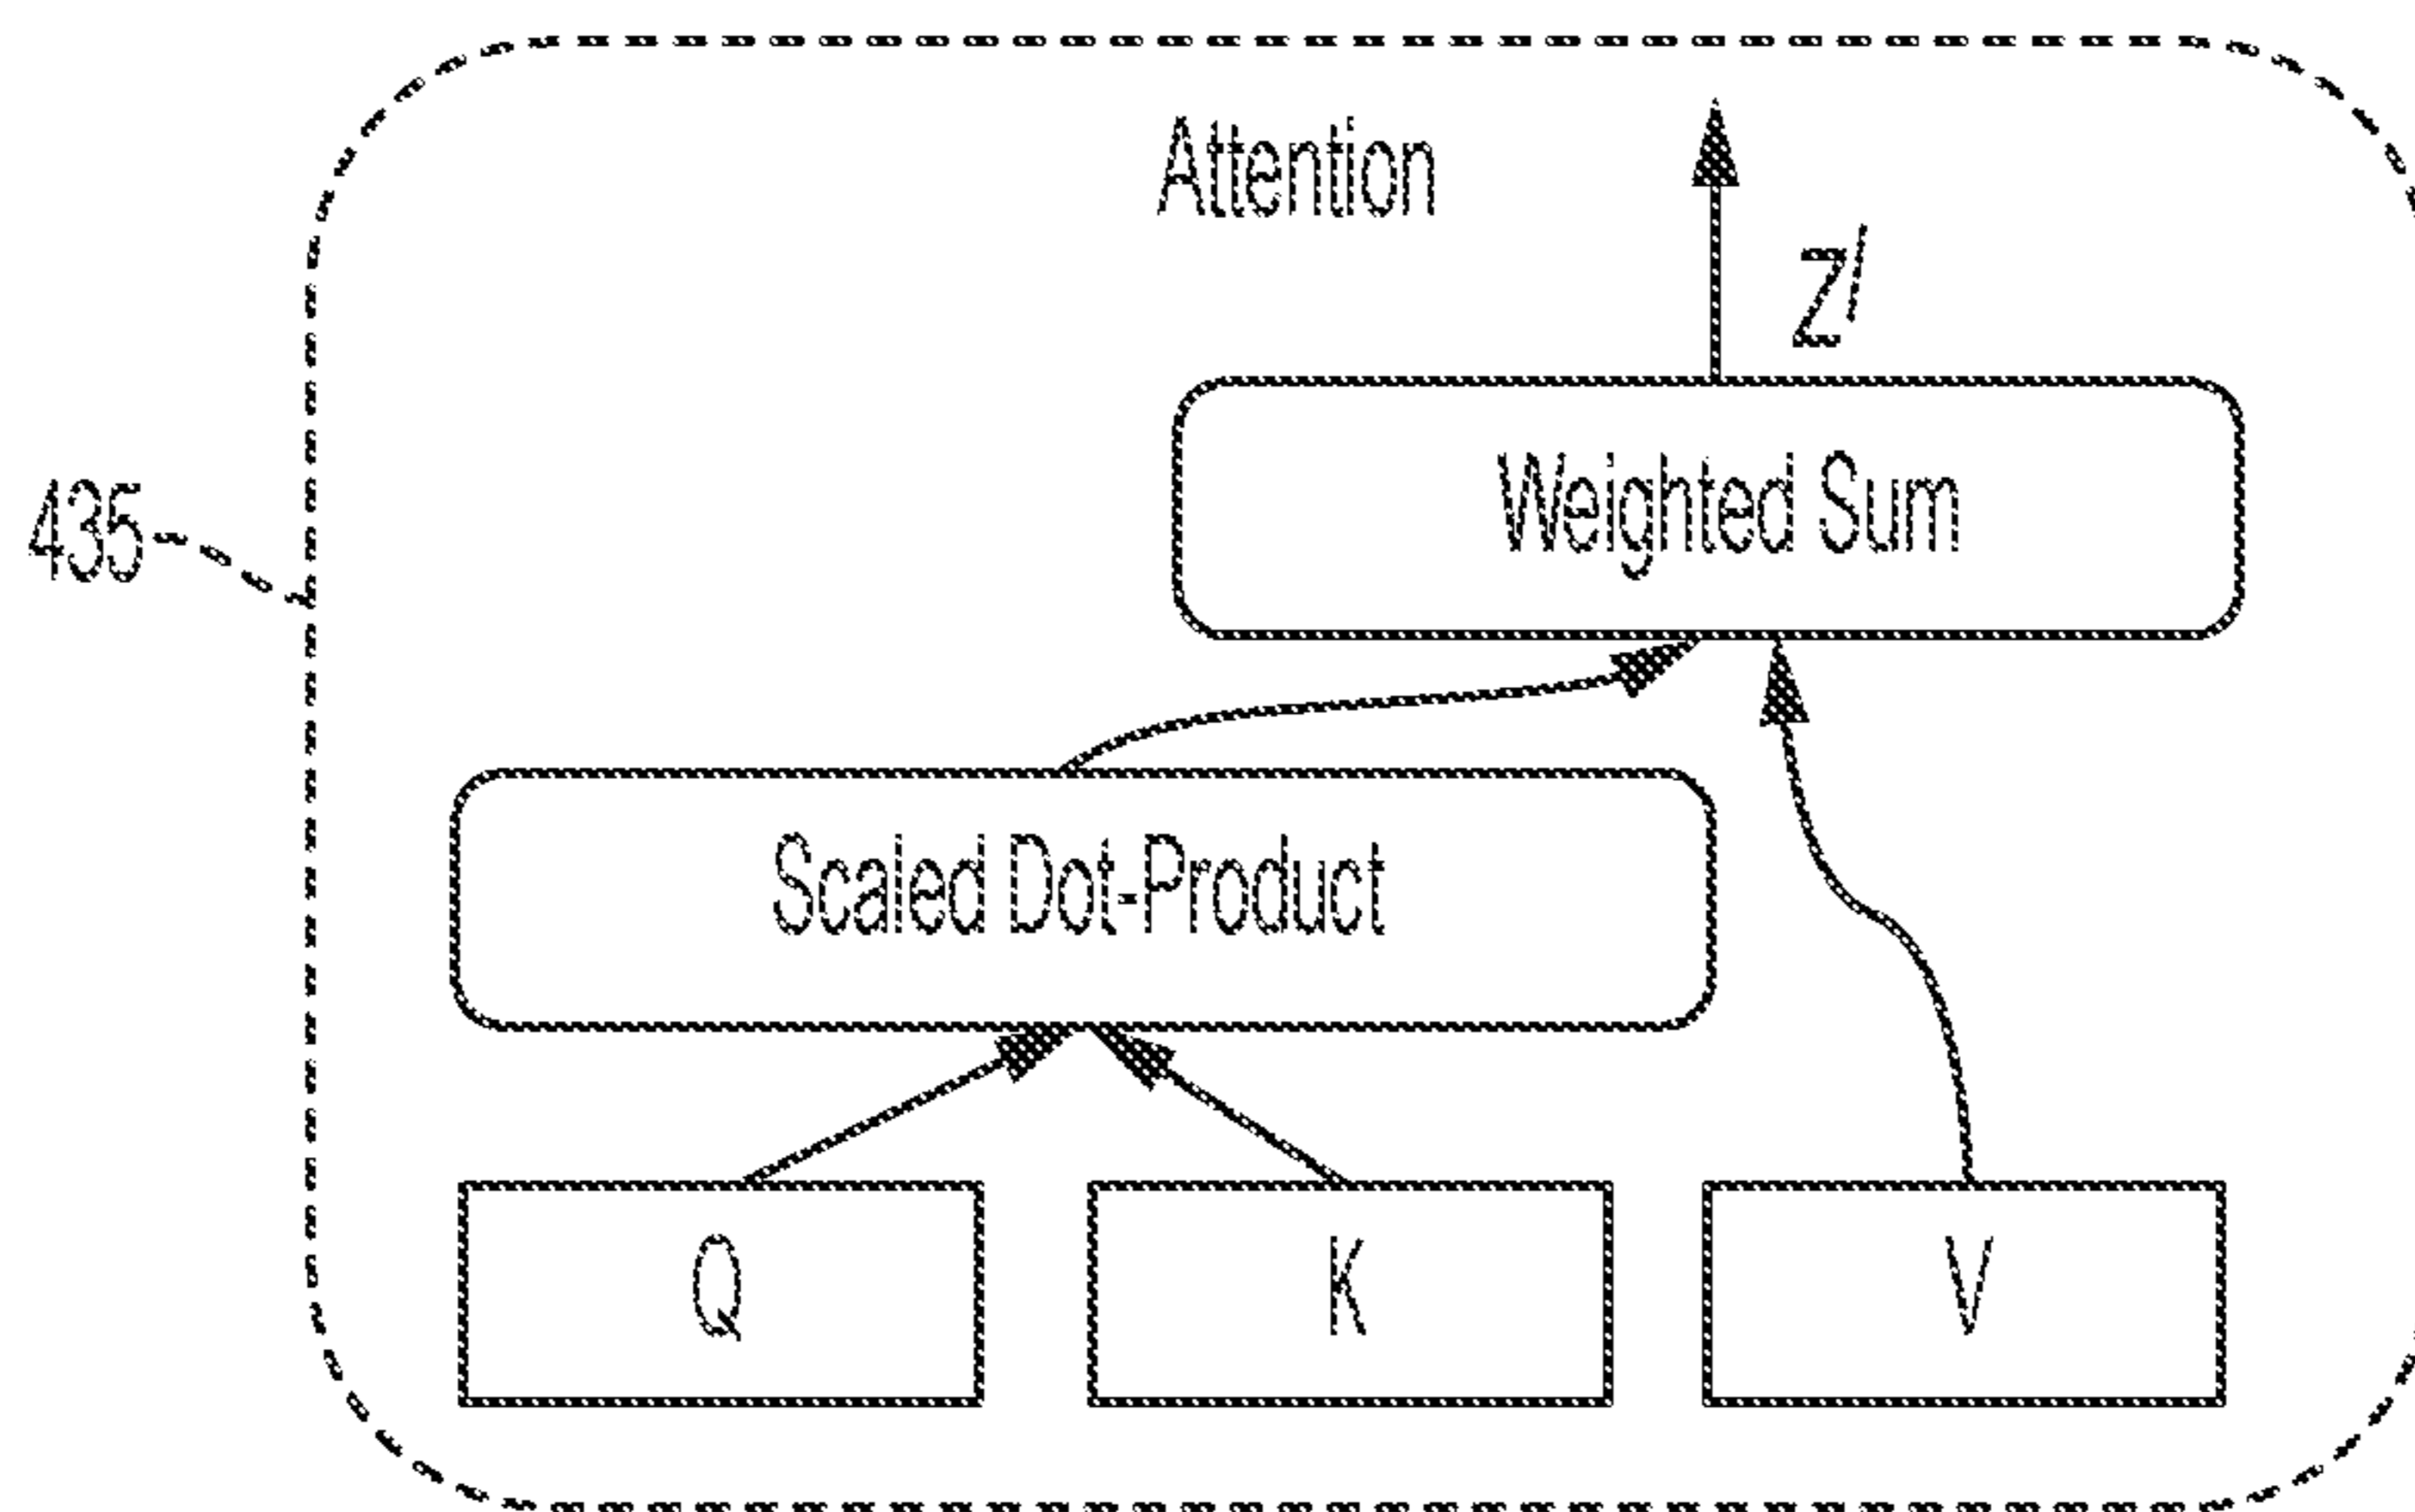 Attention
Z'
435
Weighted Sum
Scaled Dot-Product
Q
K
V